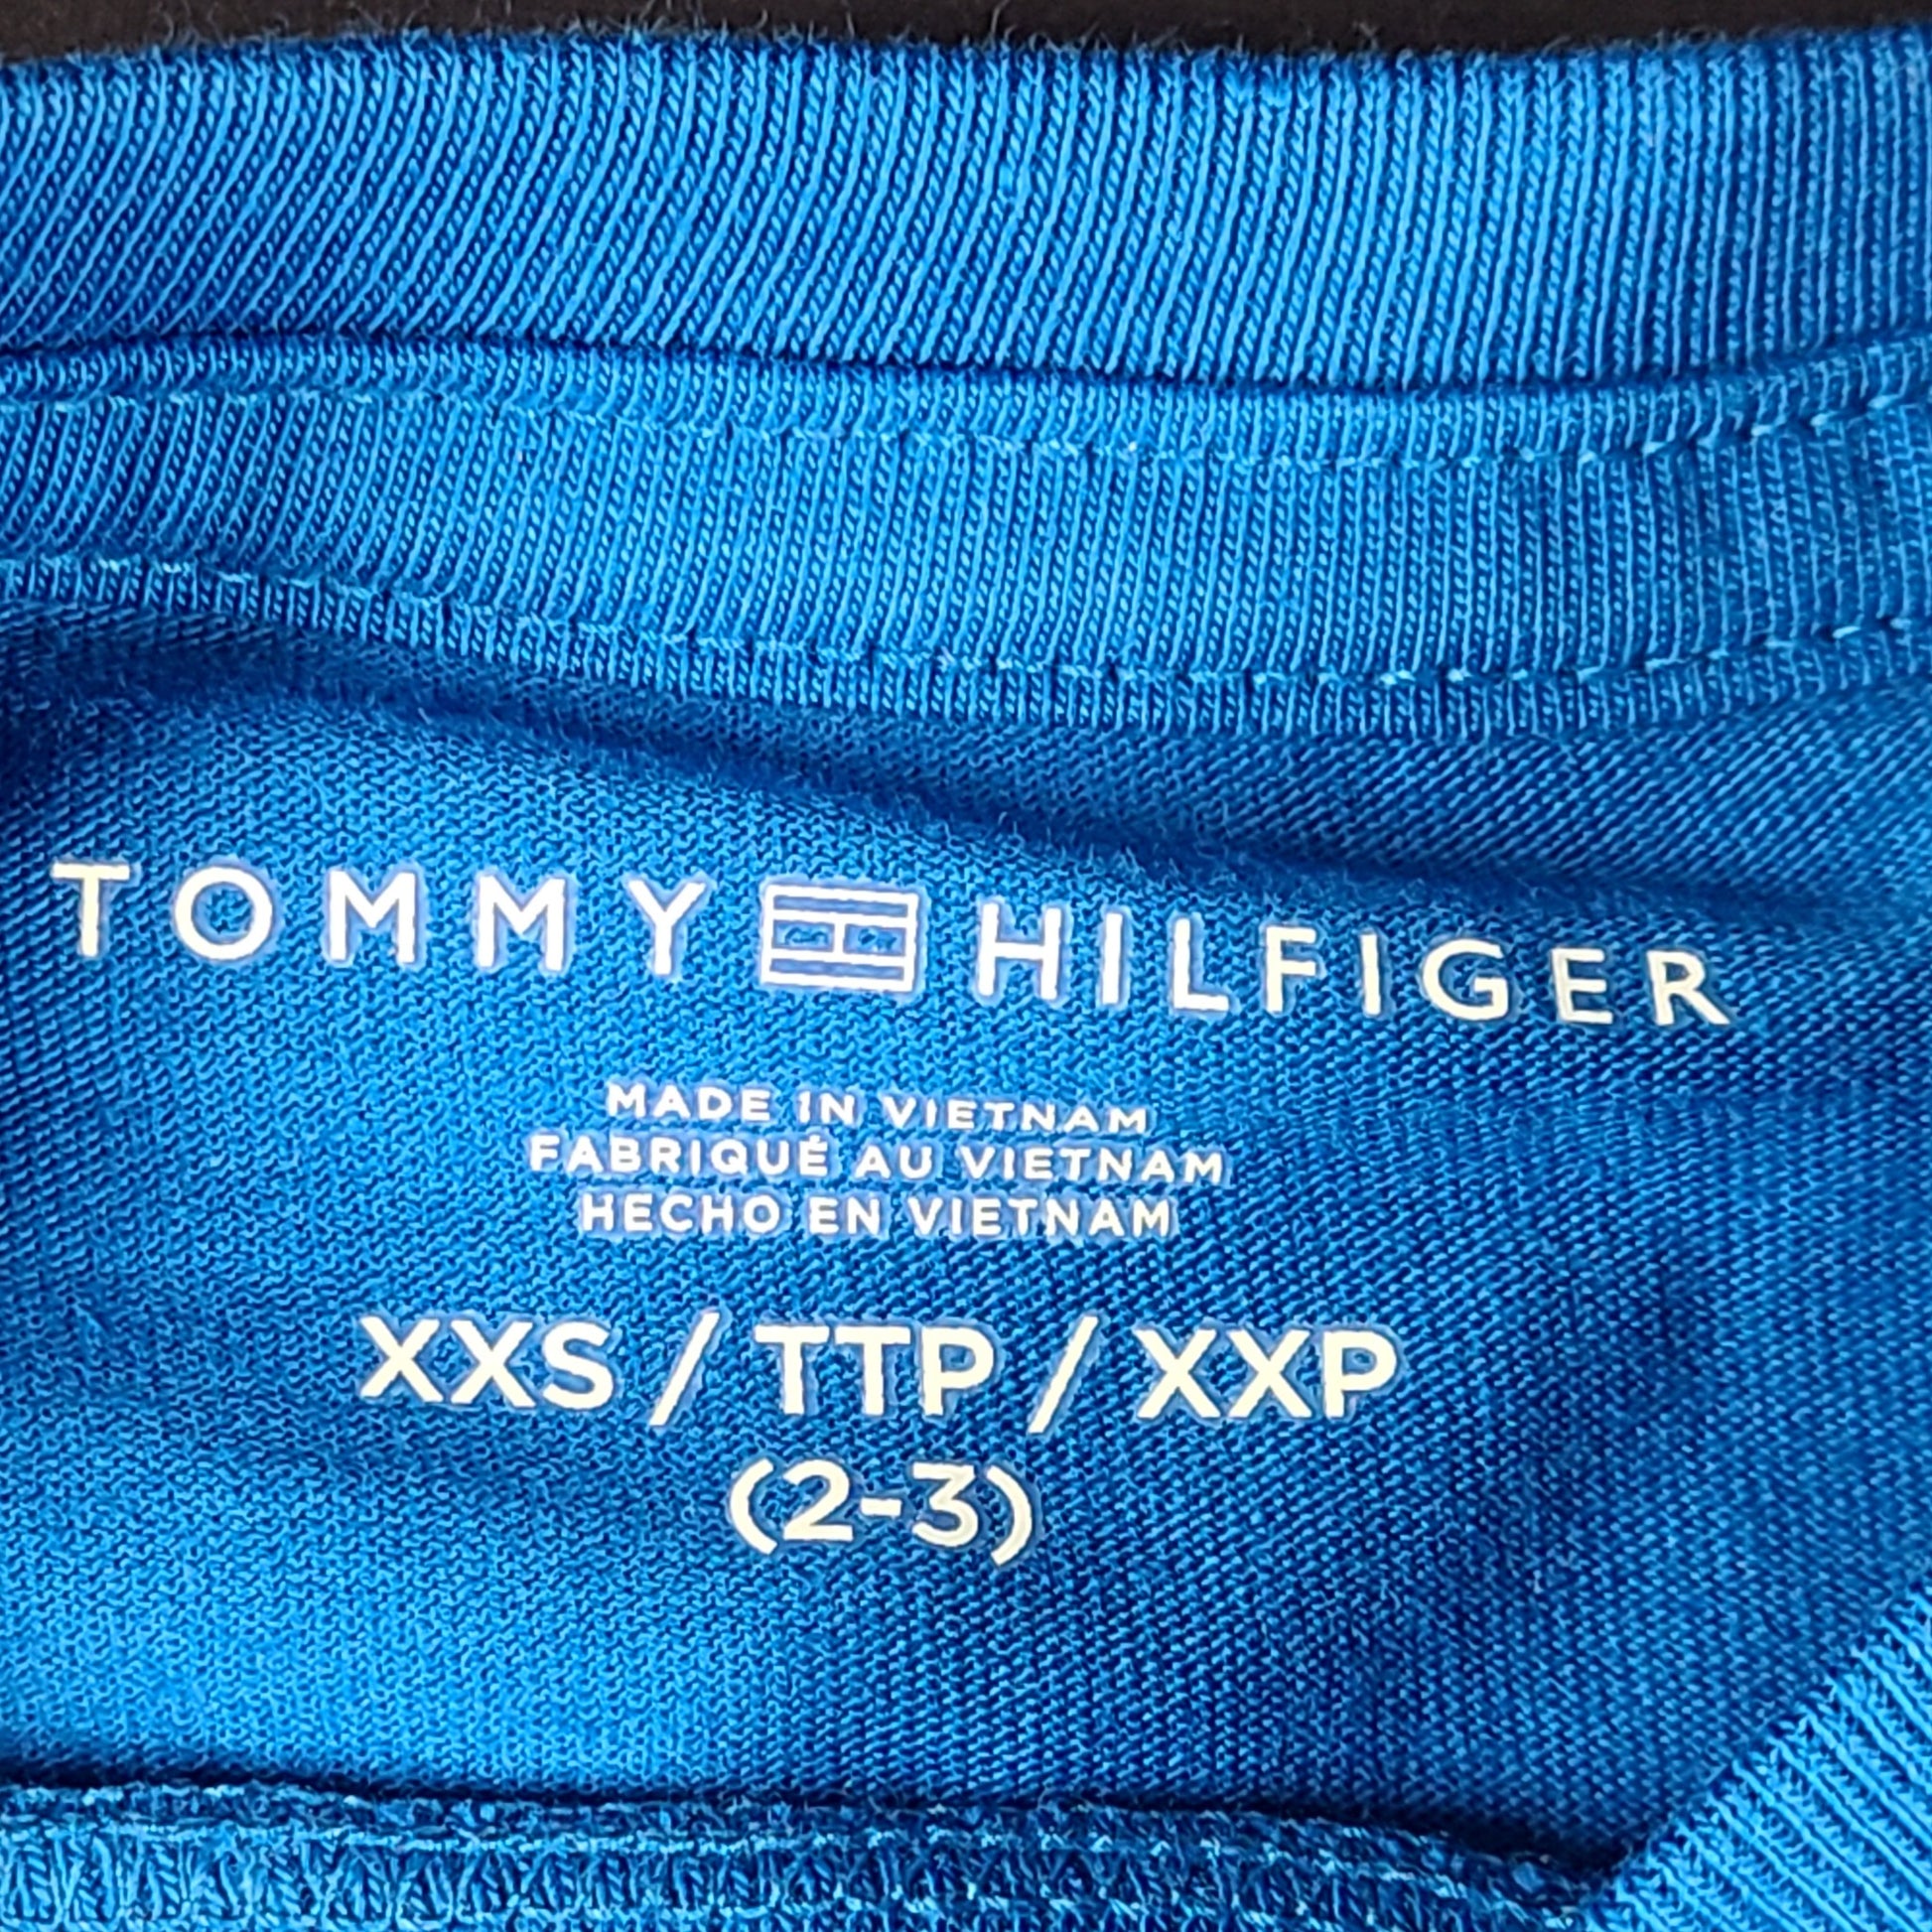 TOMMY HILFIGER
MADE IN VIETNAM
FABRIQUÉ AU VIETNAM
HECHO EN VIETNAM
XXS / TTP / XXP
(2-3)